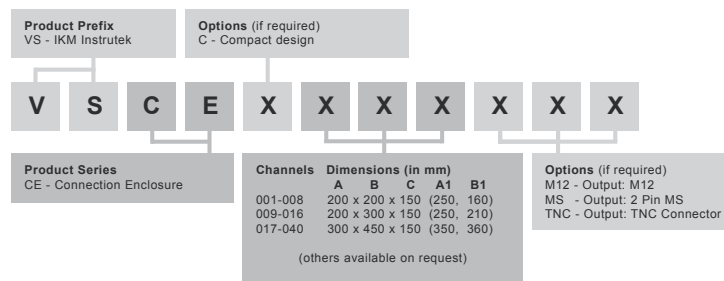 Product Prefix
VS - IKM Instrutek
Options (if required)
C - Compact design
V S C E X X X X X X X
Product Series
CE - Connection Enclosure
Channels Dimensions (in mm)
A B C A1 B1
001-008 200 x 200 x 150 (250, 160)
009-016 200 x 300 x 150 (250, 210)
017-040 300 x 450 x 150 (350, 360)
(others available on request)
Options (if required)
M12 - Output: M12
MS - Output: 2 Pin MS
TNC - Output: TNC Connector